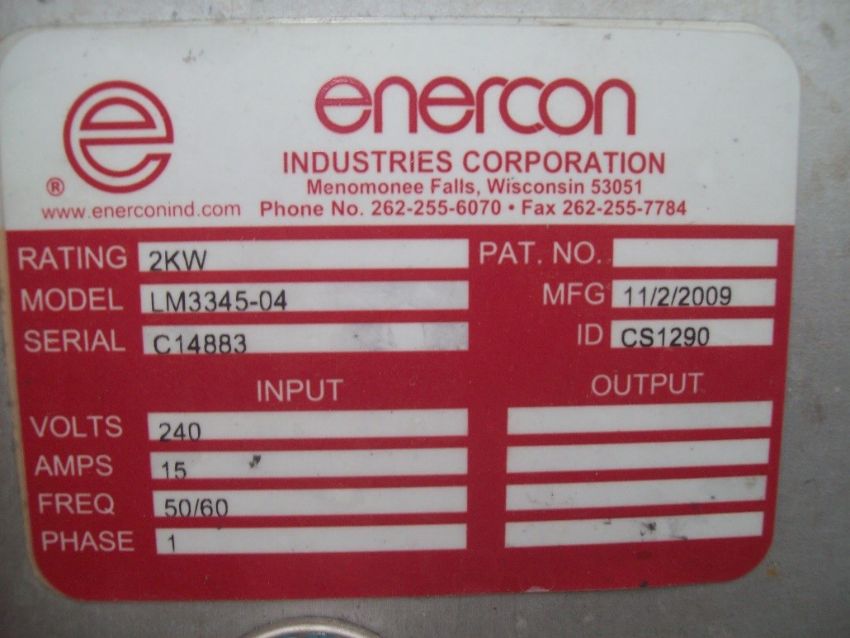 e enercon
INDUSTRIES CORPORATION
Menomonee Falls, Wisconsin 53051
® www.enerconind.com Phone No. 262-255-6070 • Fax 262-255-7784
RATING 2KW PAT. NO.
MODEL LM3345-04 MFG 11/2/2009
SERIAL C14883 ID CS1290
INPUT OUTPUT
VOLTS 240
AMPS 15
FREQ 50/60
PHASE 1